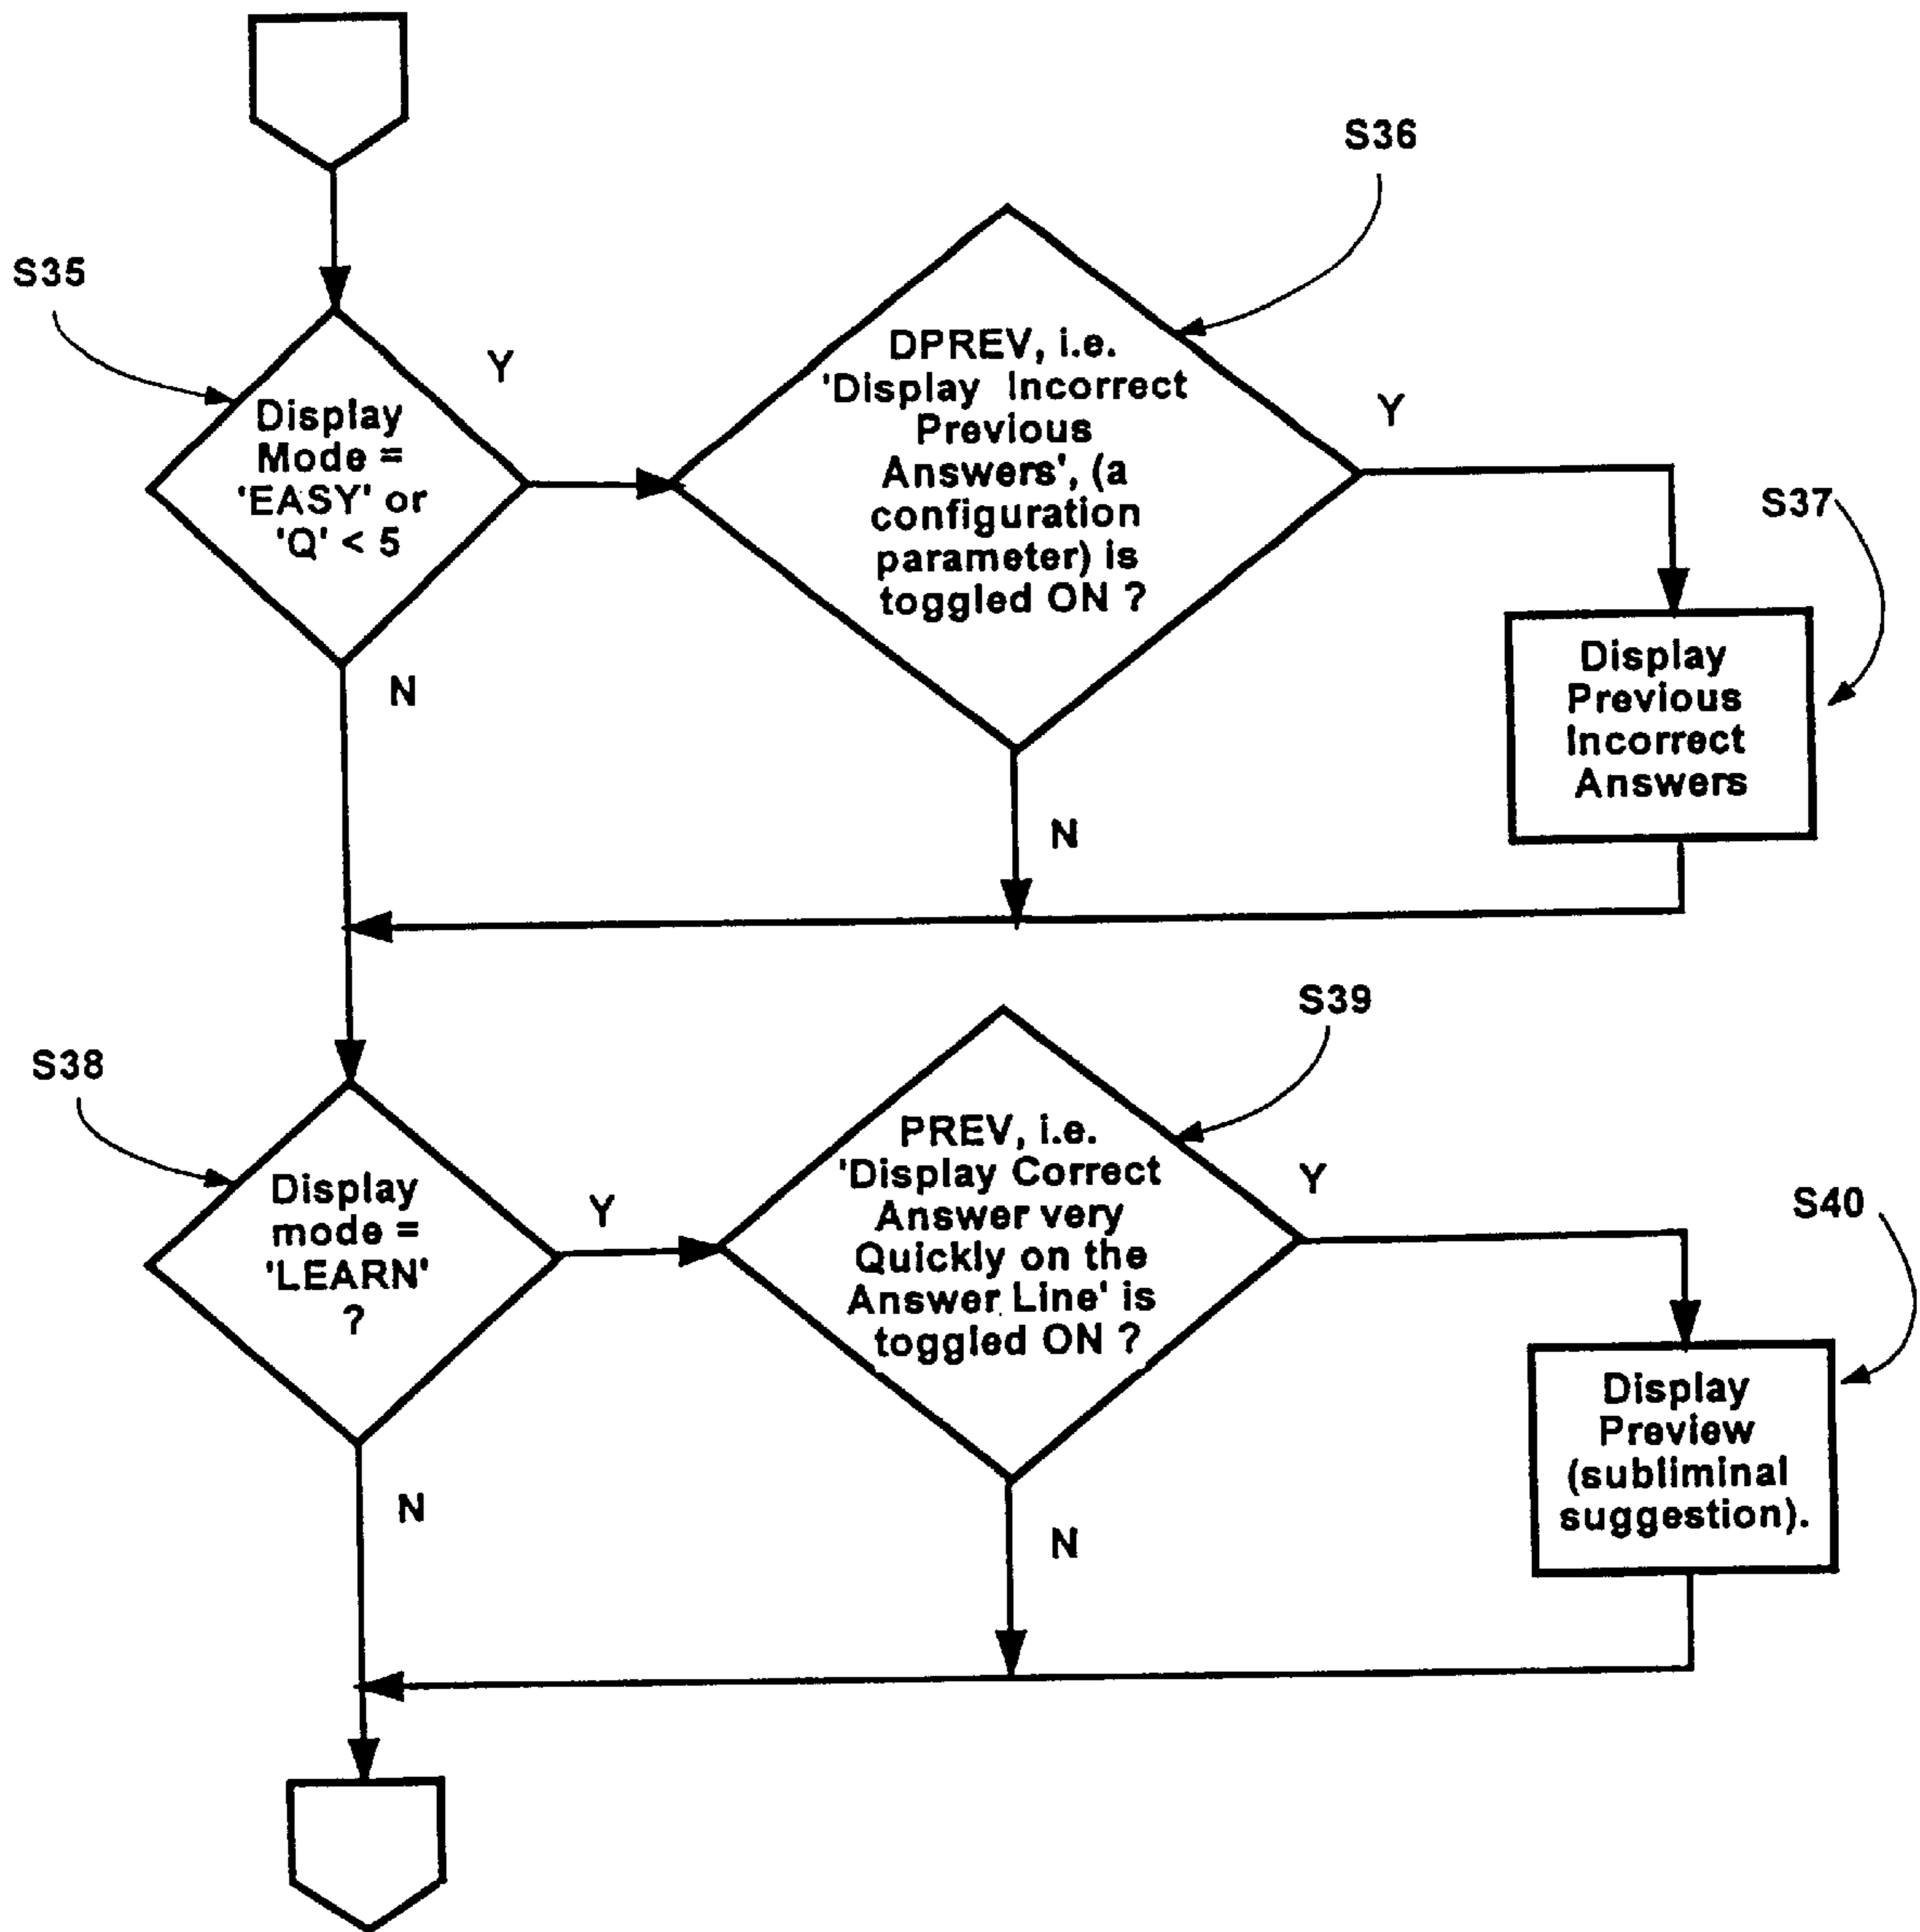 S36
S35
Y
Display
Mode =
'EASY' or
'Q' < 5
DPREV, i.e.
'Display Incorrect
Previous
Answers', (a
configuration
parameter) is
toggled ON ?
Y
S37
Display
Previous
Incorrect
Answers
N
N
S39
S38
Display
mode =
'LEARN'
?
Y
PREV, i.e.
'Display Correct
Answer very
Quickly on the
Answer Line' is
toggled ON ?
Y
S40
Display
Preview
(subliminal
suggestion).
N
N